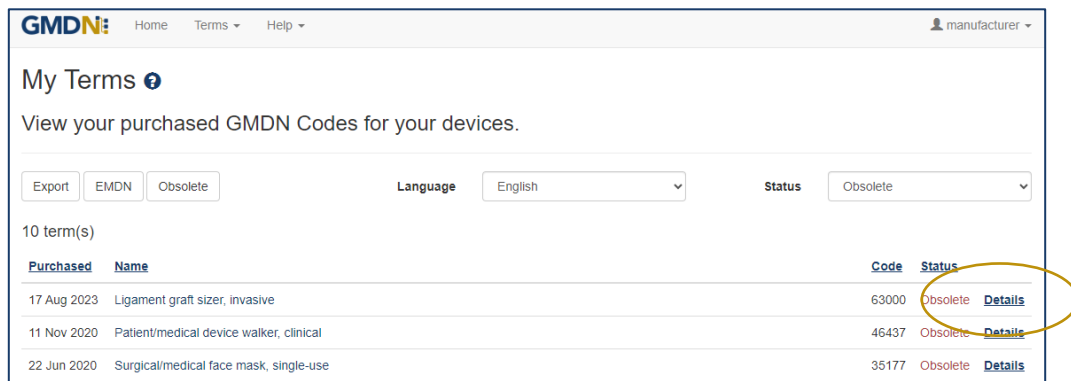 GMDN Home Terms Help manufacturer
My Terms ?
View your purchased GMDN Codes for your devices.
Export EMDN Obsolete Language English Status Obsolete
10 term(s)
Purchased Name Code Status
17 Aug 2023 Ligament graft sizer, invasive 63000 Obsolete Details
11 Nov 2020 Patient/medical device walker, clinical 46437 Obsolete Details
22 Jun 2020 Surgical/medical face mask, single-use 35177 Obsolete Details